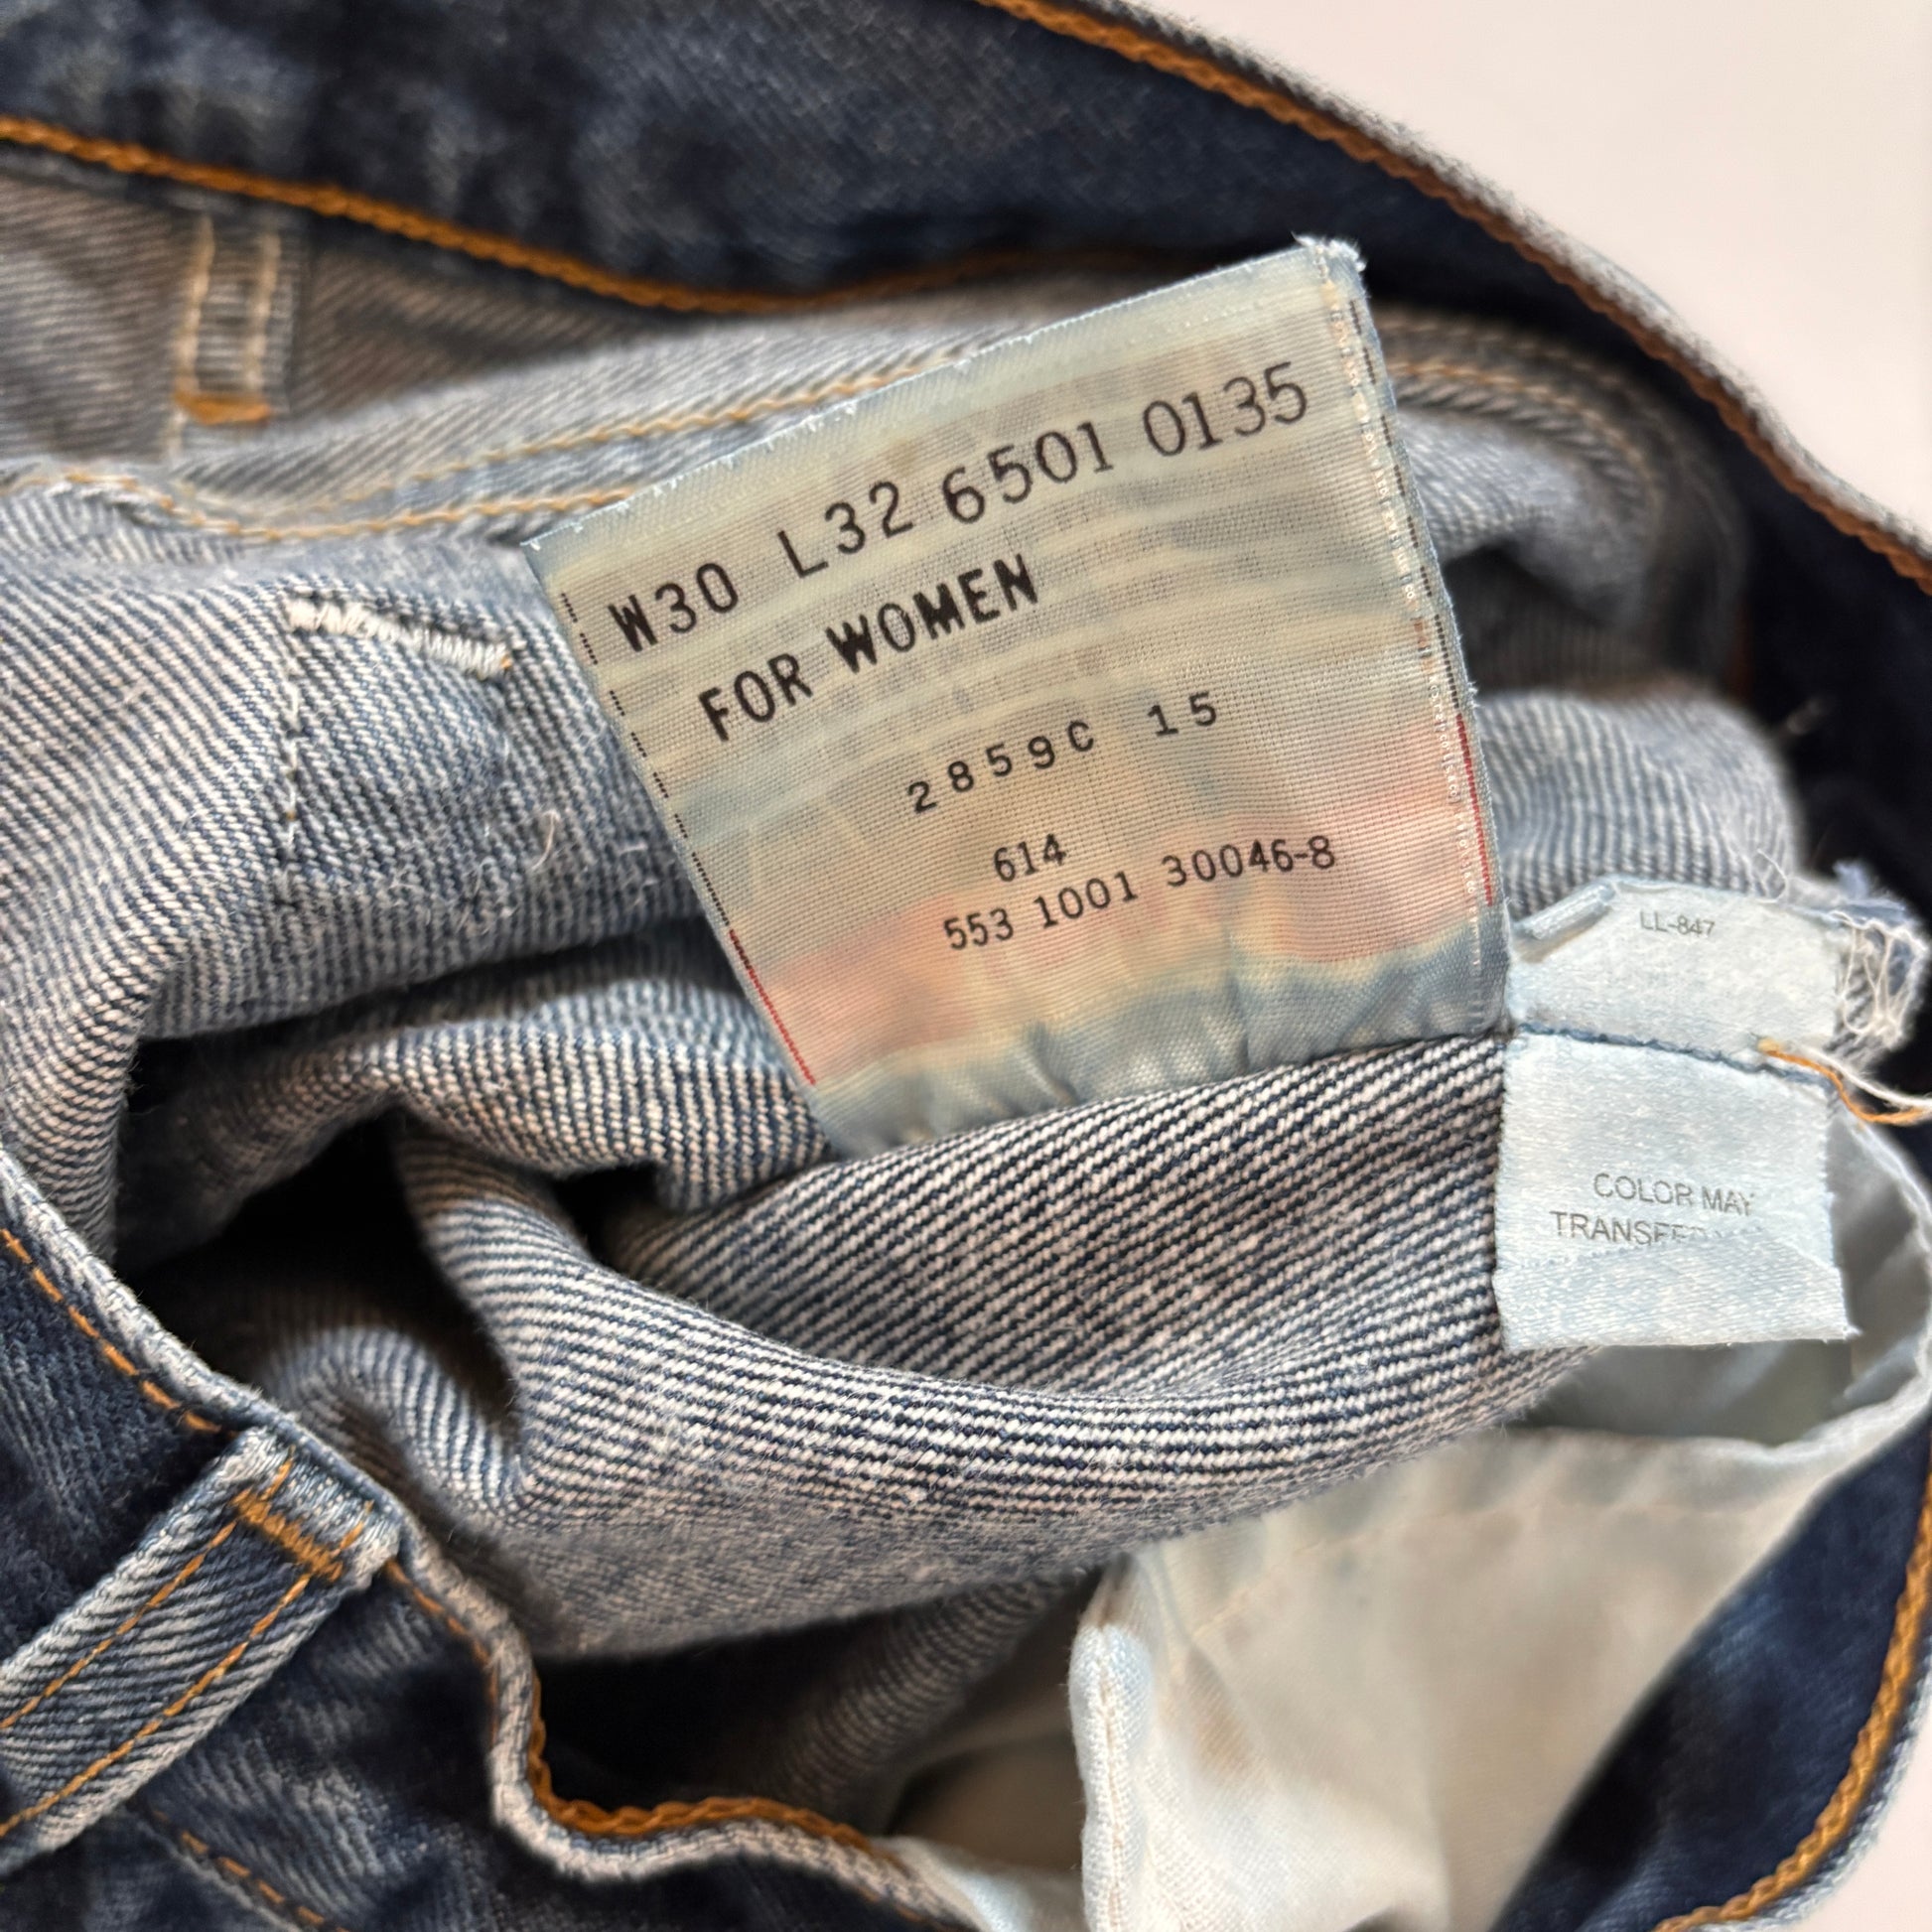 W30 L32 6501 0135
FOR WOMEN
2859C 15
614
553 1001 30046-8
LL-847
COLOR MAY